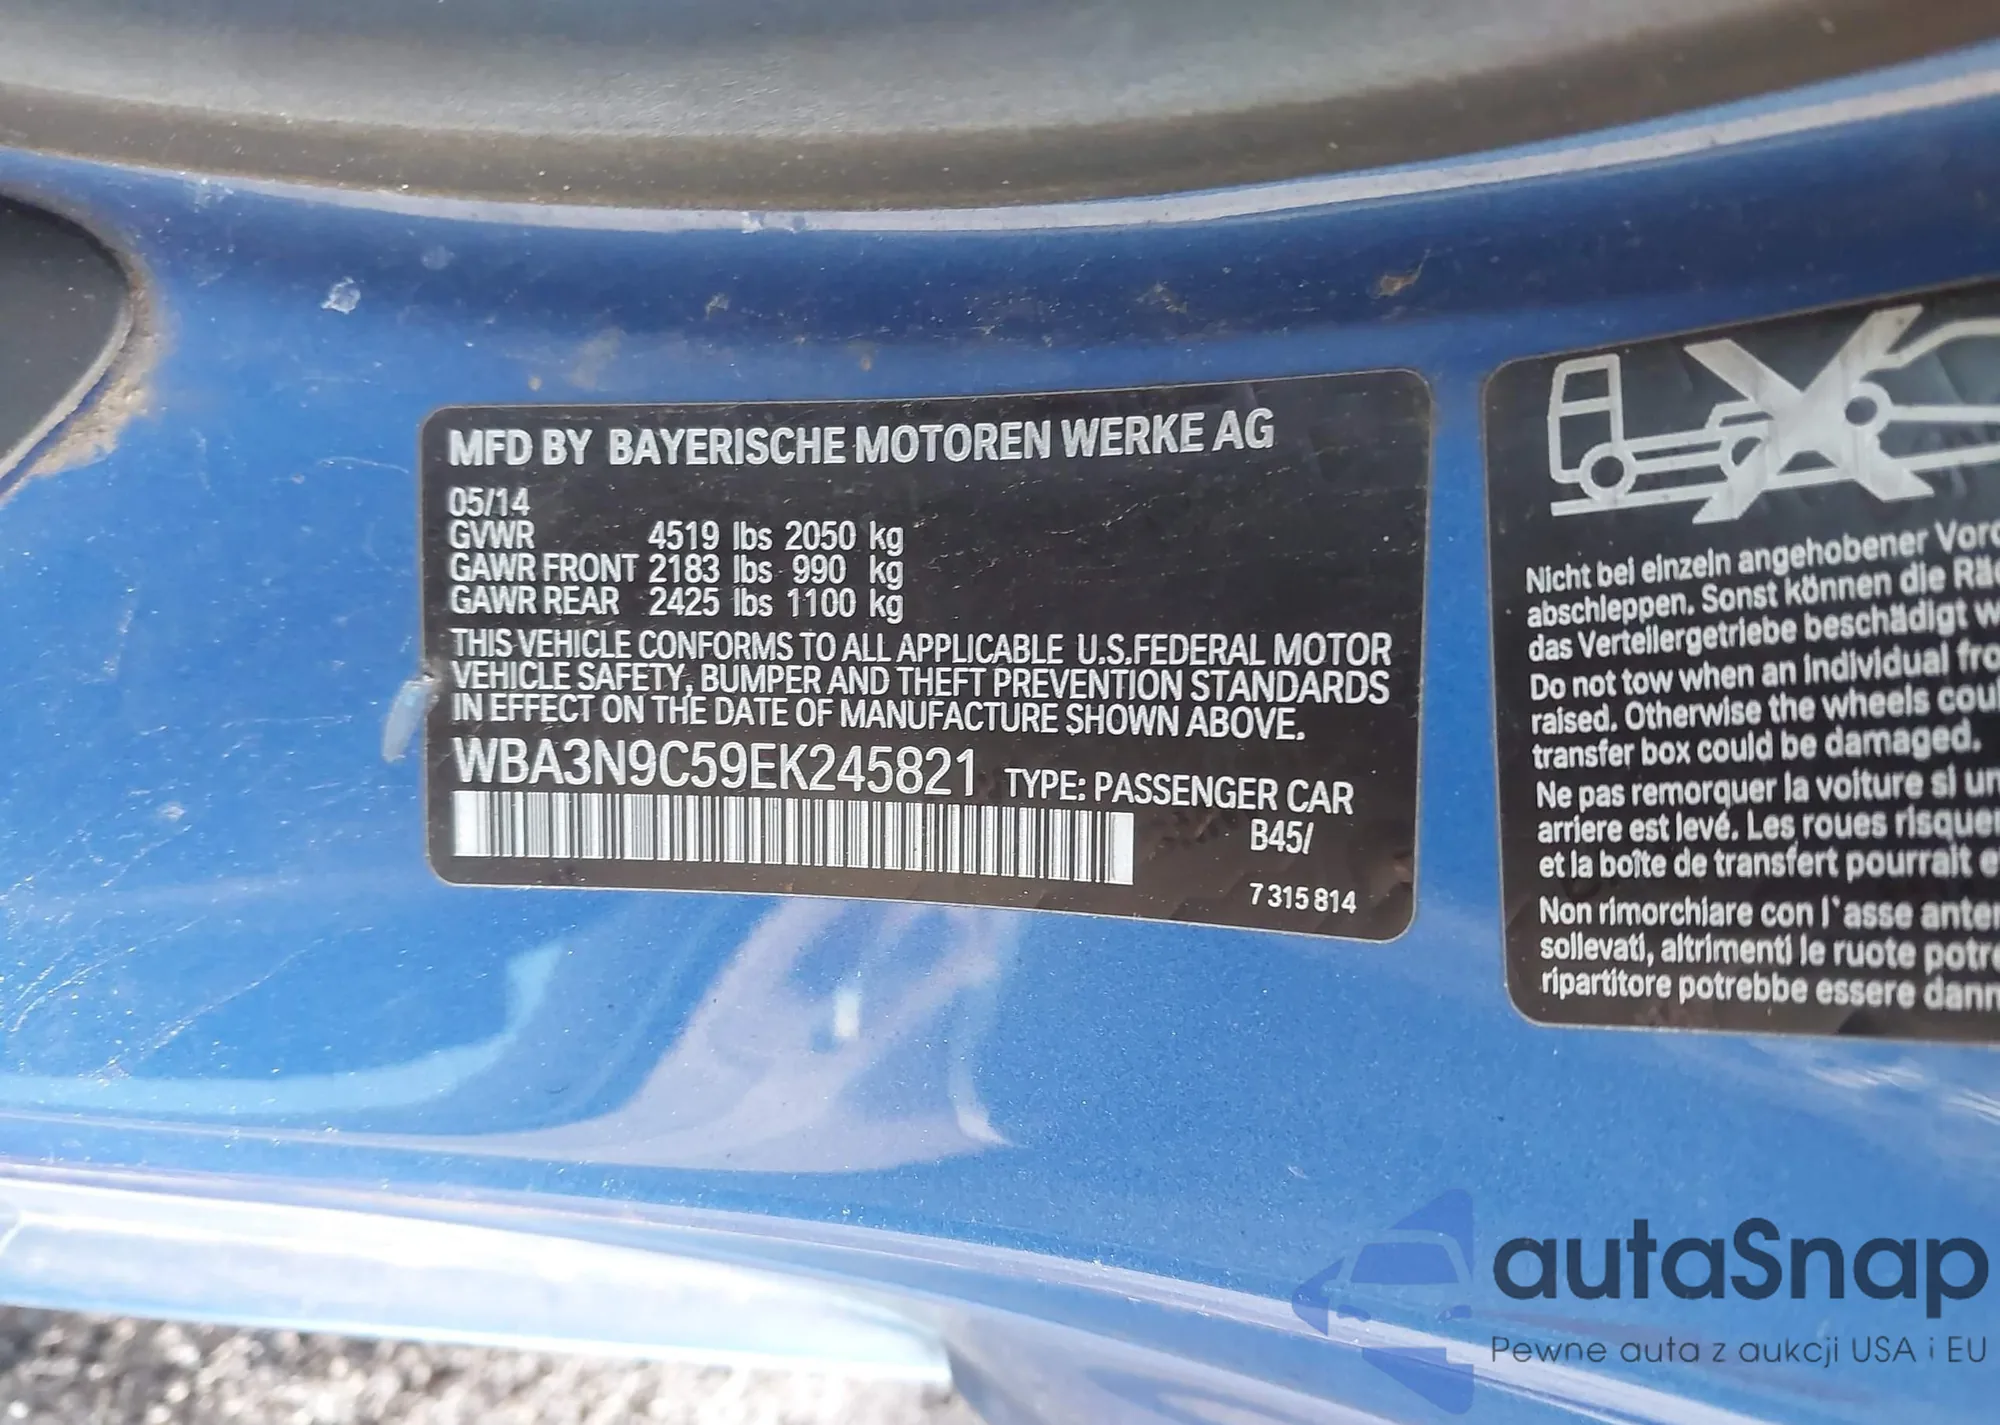 MFD BY BAYERISCHE MOTOREN WERKE AG
05/14
GVWR 4519 lbs 2050 kg
GAWR FRONT 2183 lbs 990 kg
GAWR REAR 2425 lbs 1100 kg
THIS VEHICLE CONFORMS TO ALL APPLICABLE U.S.FEDERAL MOTOR
VEHICLE SAFETY, BUMPER AND THEFT PREVENTION STANDARDS
IN EFFECT ON THE DATE OF MANUFACTURE SHOWN ABOVE.
WBA3N9C59EK245821 TYPE: PASSENGER CAR
B45/
7 315 814
Nicht bei einzeln angehobener
abschleppen. Sonst können die
das Verteilergetriebe beschädigt
Do not tow when an individual
raised. Otherwise the wheels
transfer box could be damaged.
Ne pas remorquer la voiture si
arriere est levé. Les roues
et la boîte de transfert pourrait
Non rimorchiare con l'asse
sollevati, altrimenti le ruote
ripartitore potrebbe essere
autaSnap
Pewne auta z aukcji USA i EU